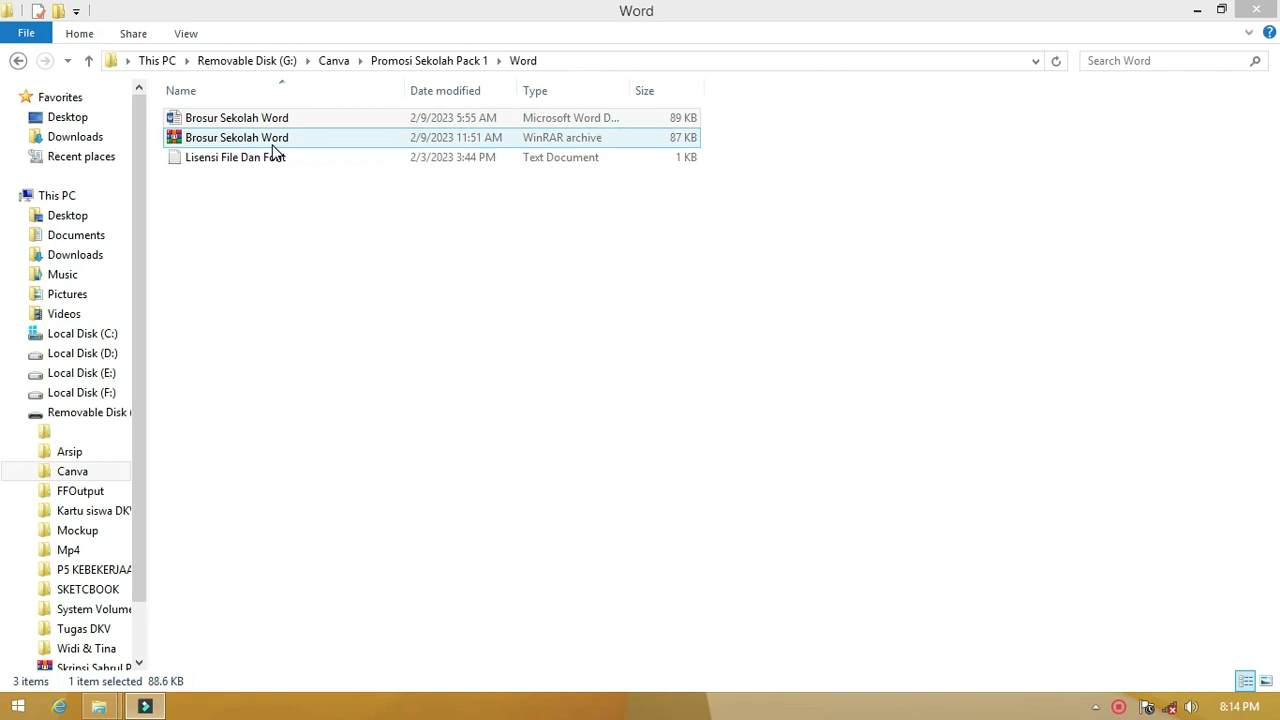 Word
File Home Share View
This PC Removable Disk (G:) Canva Promosi Sekolah Pack 1 Word Search Word
Name Date modified Type Size
Brosur Sekolah Word 2/9/2023 5:55 AM Microsoft Word D... 89 KB
Brosur Sekolah Word 2/9/2023 11:51 AM WinRAR archive 87 KB
Lisensi File Dan Font 2/3/2023 3:44 PM Text Document 1 KB
Favorites
Desktop
Downloads
Recent places
This PC
Desktop
Documents
Downloads
Music
Pictures
Videos
Local Disk (C:)
Local Disk (D:)
Local Disk (E:)
Local Disk (F:)
Removable Disk (
Arsip
Canva
FFOutput
Kartu siswa DKV
Mockup
Mp4
P5 KEBEKERJAA
SKETCBOOK
System Volume
Tugas DKV
Widi & Tina
Skripsi Sahrul P
3 items 1 item selected 88.6 KB
8:14 PM